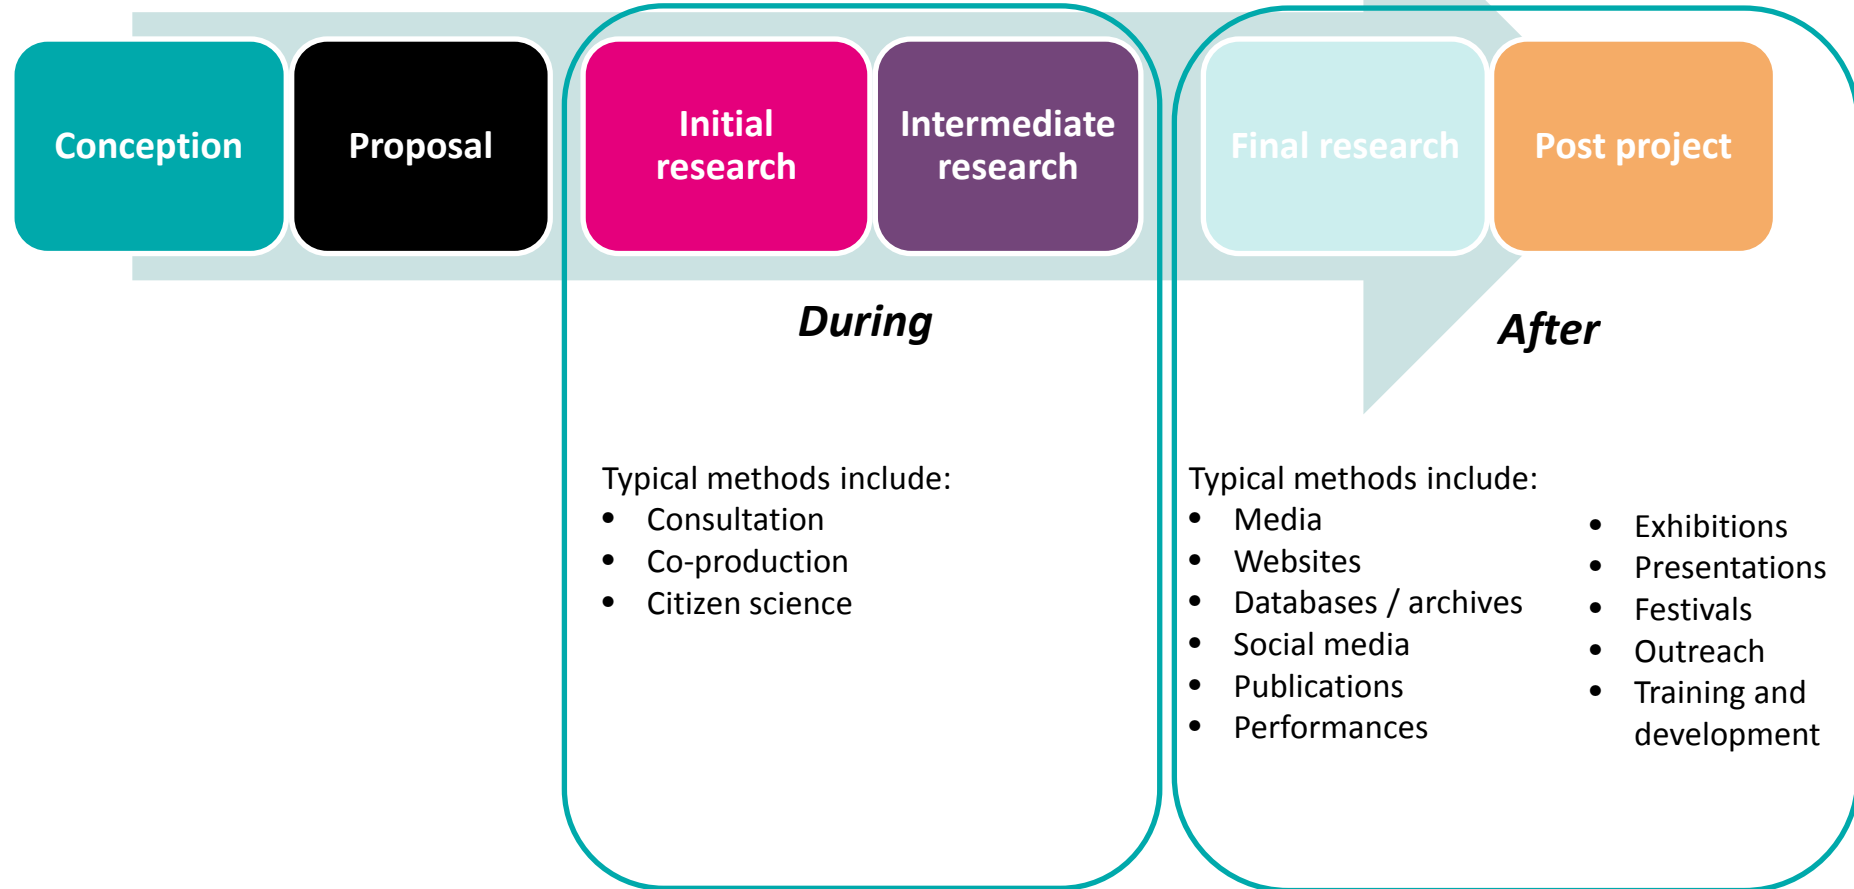 Conception
Proposal
Initial
research
Intermediate
research
Final research
Post project
During
After
Typical methods include:
• Consultation
• Co-production
• Citizen science
Typical methods include:
• Media
• Websites
• Databases / archives
• Social media
• Publications
• Performances
• Exhibitions
• Presentations
• Festivals
• Outreach
• Training and
development